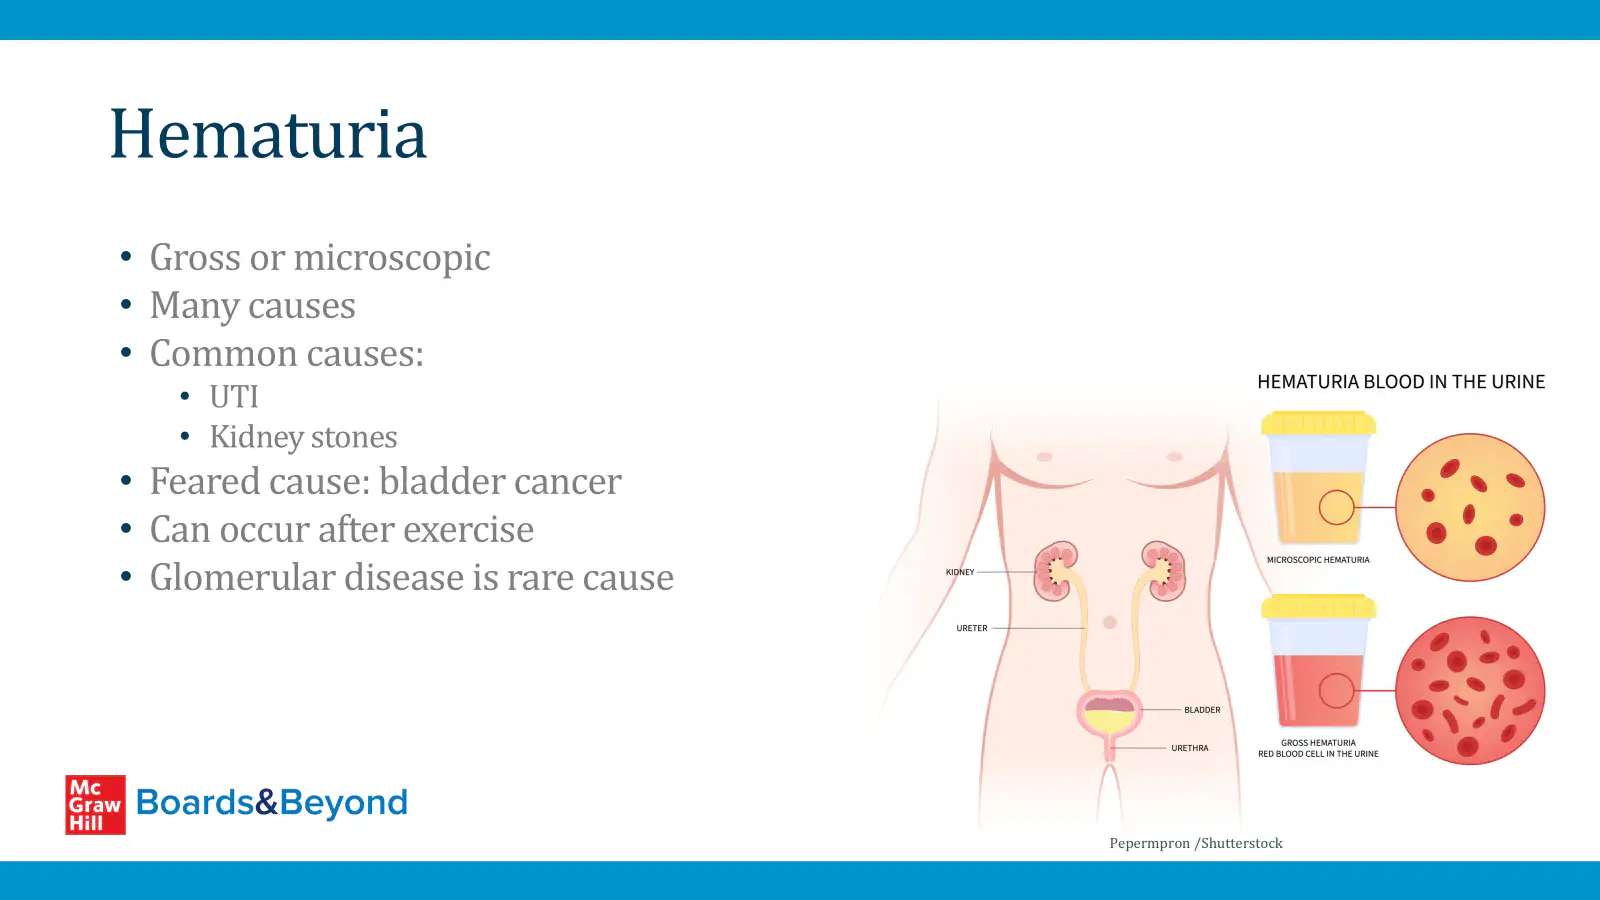 Hematuria
• Gross or microscopic
• Many causes
• Common causes:
• UTI
• Kidney stones
• Feared cause: bladder cancer
• Can occur after exercise
• Glomerular disease is rare cause
HEMATURIA BLOOD IN THE URINE
MICROSCOPIC HEMATURIA
KIDNEY
URETER
BLADDER
URETHRA
GROSS HEMATURIA
RED BLOOD CELL IN THE URINE
Mc
Graw
Hill
Boards&Beyond
Pepermpron /Shutterstock